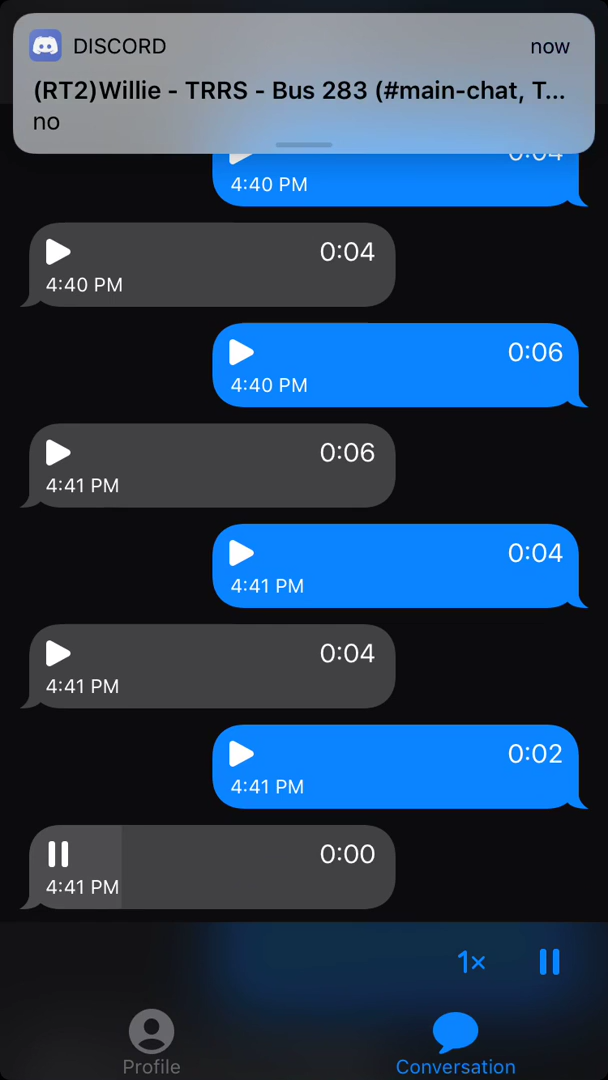 DISCORD
now
(RT2)Willie - TRRS - Bus 283 (#main-chat, T...
no
0:04
4:40 PM
0:04
4:40 PM
0:06
4:40 PM
0:06
4:41 PM
0:04
4:41 PM
0:04
4:41 PM
0:02
4:41 PM
0:00
4:41 PM
1×
Profile
Conversation